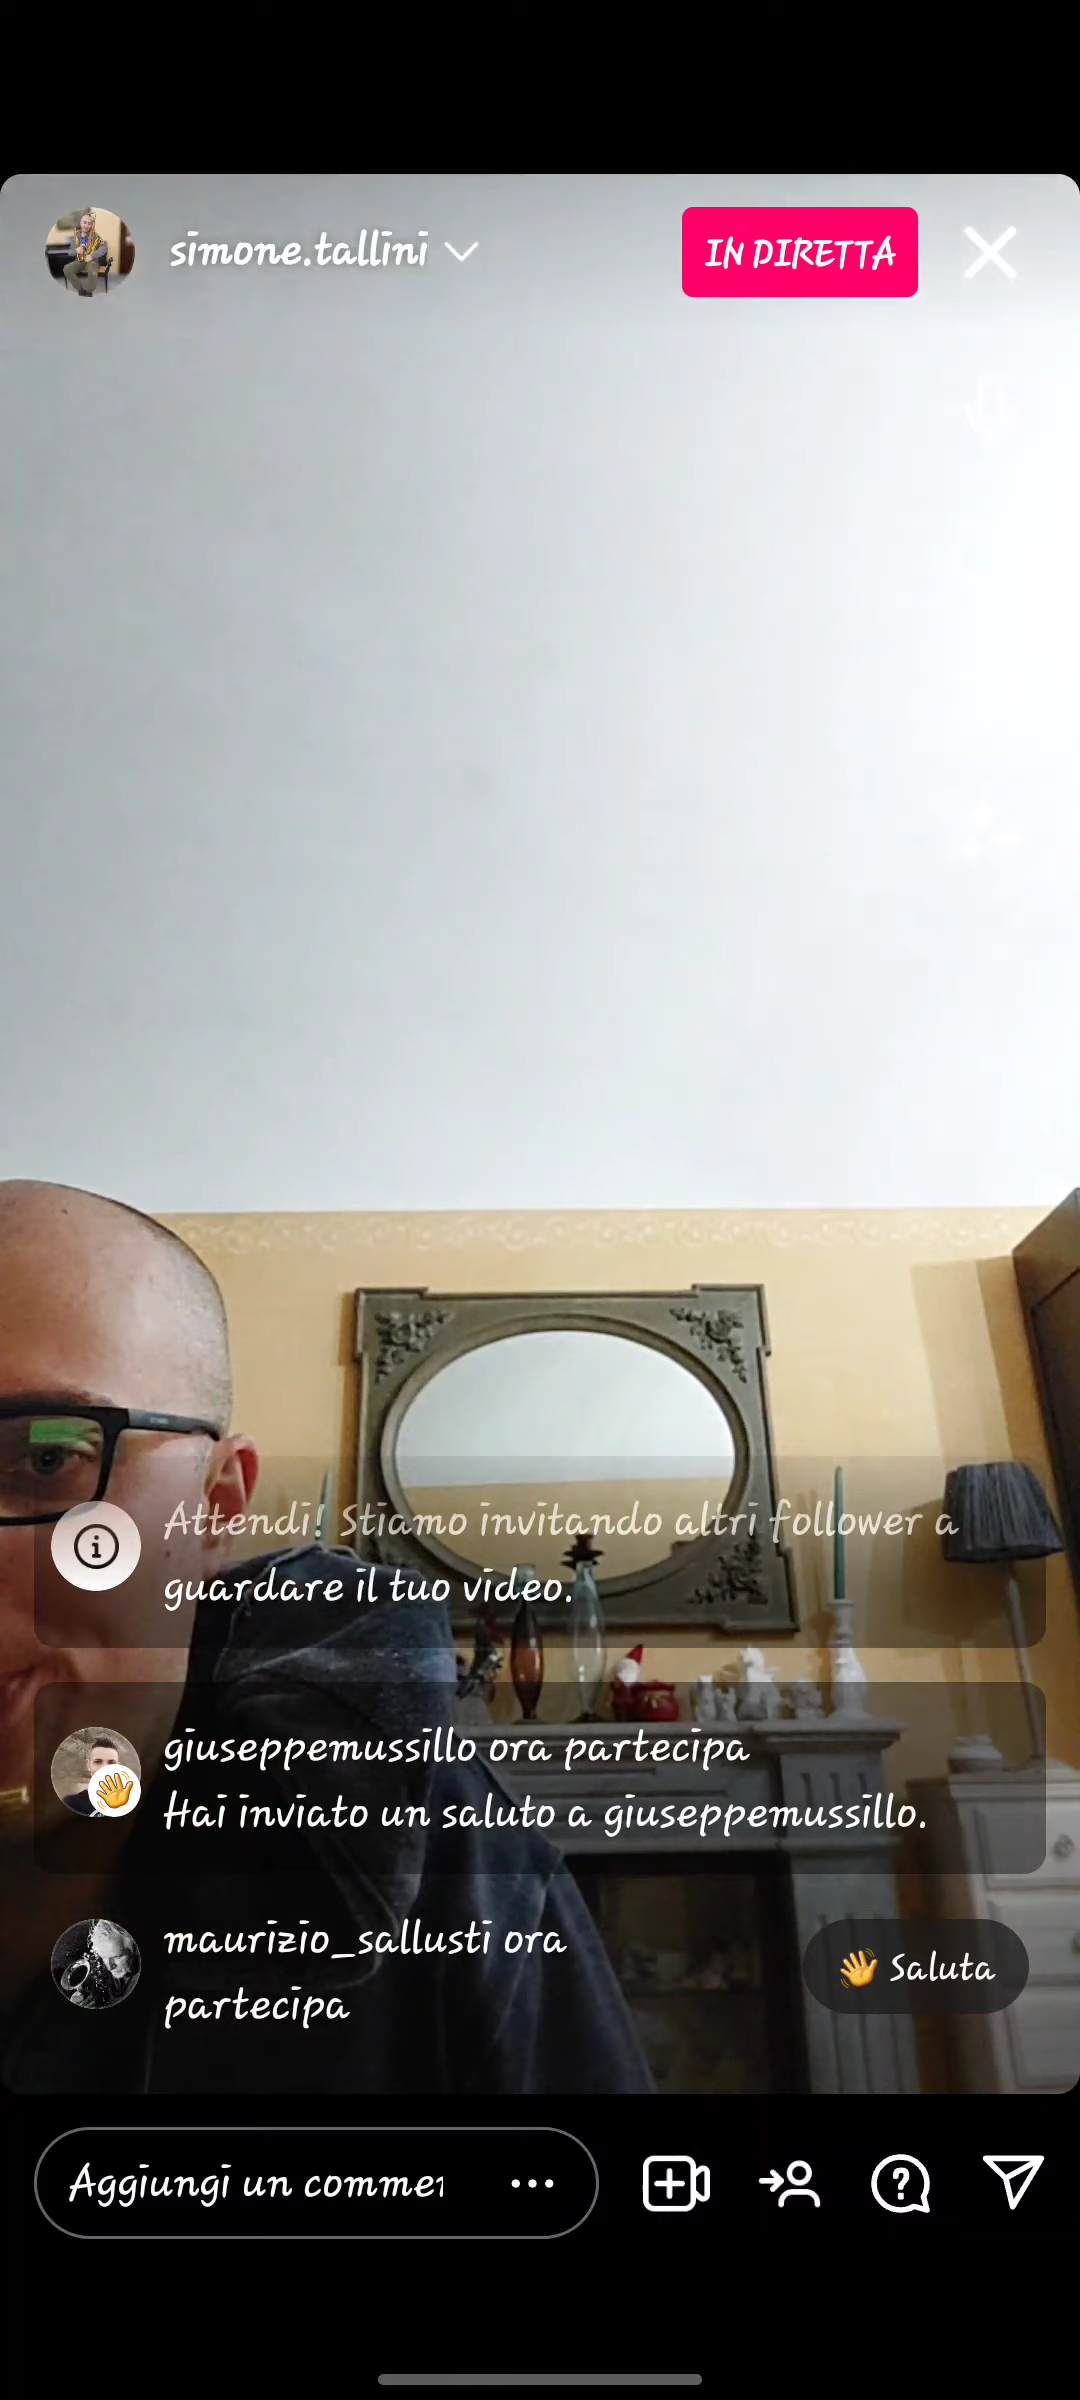 simone.tallini
IN DIRETTA
Attendi! Stiamo invitando altri follower a
guardare il tuo video.
giuseppemussillo ora partecipa
Hai inviato un saluto a giuseppemussillo.
maurizio_sallusti ora
partecipa
👋 Saluta
Aggiungi un commer